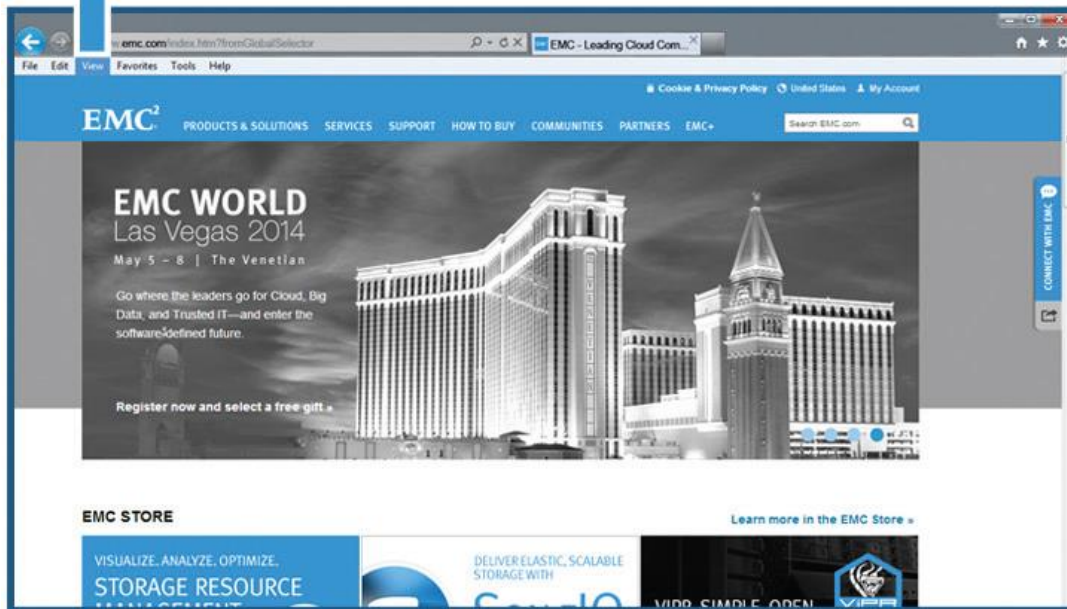 www.emc.com/index.htm?fromGlobalSelector
EMC - Leading Cloud Com...
File Edit View Favorites Tools Help
Cookie & Privacy Policy United States My Account
EMC²
PRODUCTS & SOLUTIONS SERVICES SUPPORT HOW TO BUY COMMUNITIES PARTNERS EMC+
Search EMC.com
EMC WORLD
Las Vegas 2014
May 5 – 8 | The Venetian
Go where the leaders go for Cloud, Big
Data, and Trusted IT—and enter the
software-defined future.
Register now and select a free gift »
CONNECT WITH EMC
EMC STORE
Learn more in the EMC Store »
VISUALIZE. ANALYZE. OPTIMIZE.
STORAGE RESOURCE
MANAGEMENT
DELIVER ELASTIC, SCALABLE
STORAGE WITH
ScaleIO
VIPR. SIMPLE. OPEN.
ViPR